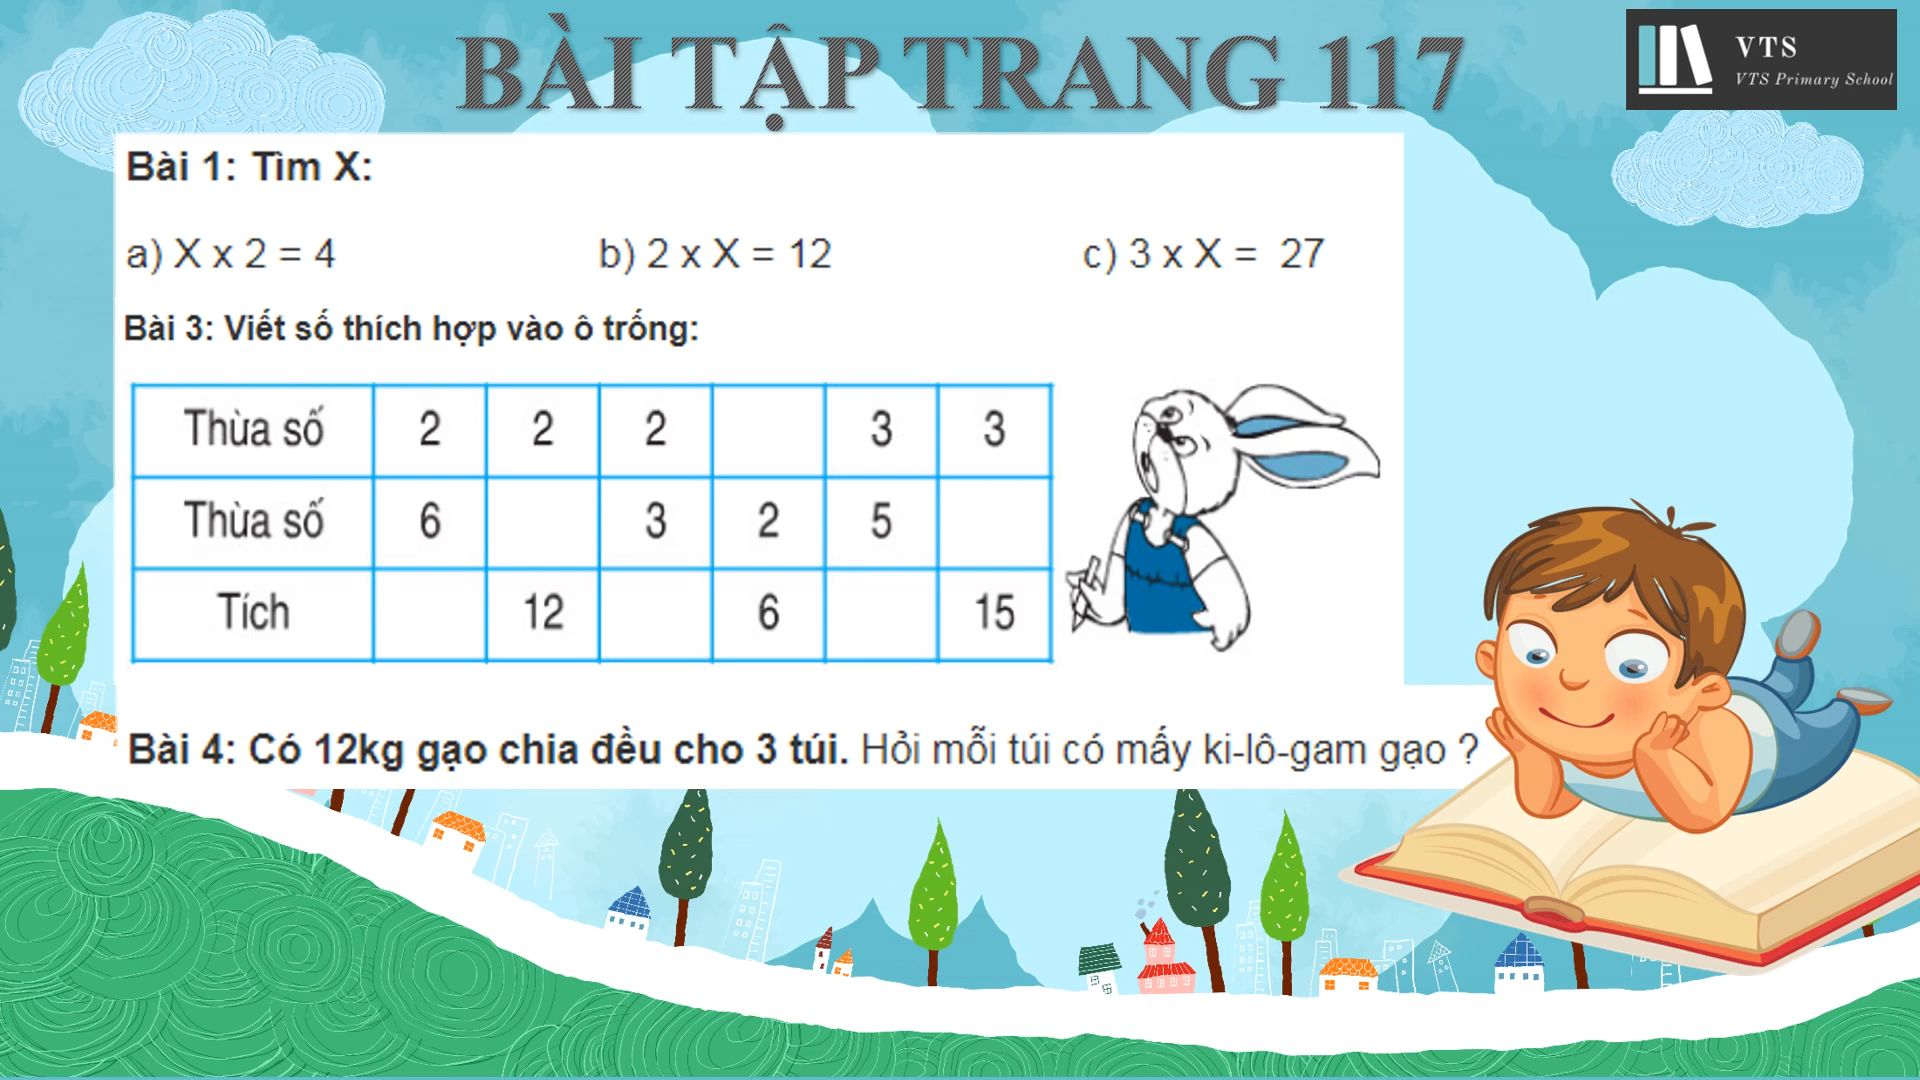 BÀI TẬP TRANG 117
VTS
VTS Primary School
Bài 1: Tìm X:
a) X x 2 = 4 b) 2 x X = 12 c) 3 x X = 27
Bài 3: Viết số thích hợp vào ô trống:
Thừa số 2 2 2 3 3
Thừa số 6 3 2 5
Tích 12 6 15
Bài 4: Có 12kg gạo chia đều cho 3 túi. Hỏi mỗi túi có mấy ki-lô-gam gạo ?